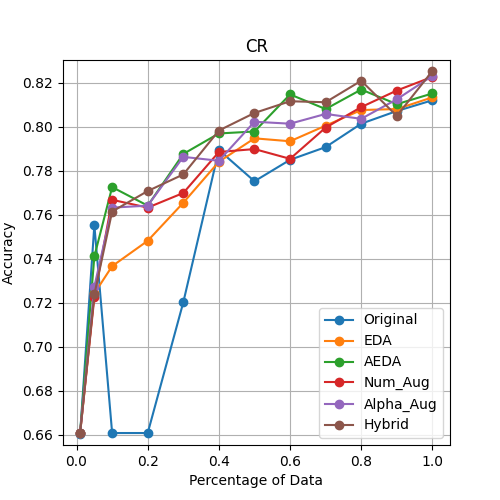 CR
Accuracy
0.82
0.80
0.78
0.76
0.74
0.72
0.70
0.68
0.66
Original
EDA
AEDA
Num_Aug
Alpha_Aug
Hybrid
0.0 0.2 0.4 0.6 0.8 1.0
Percentage of Data